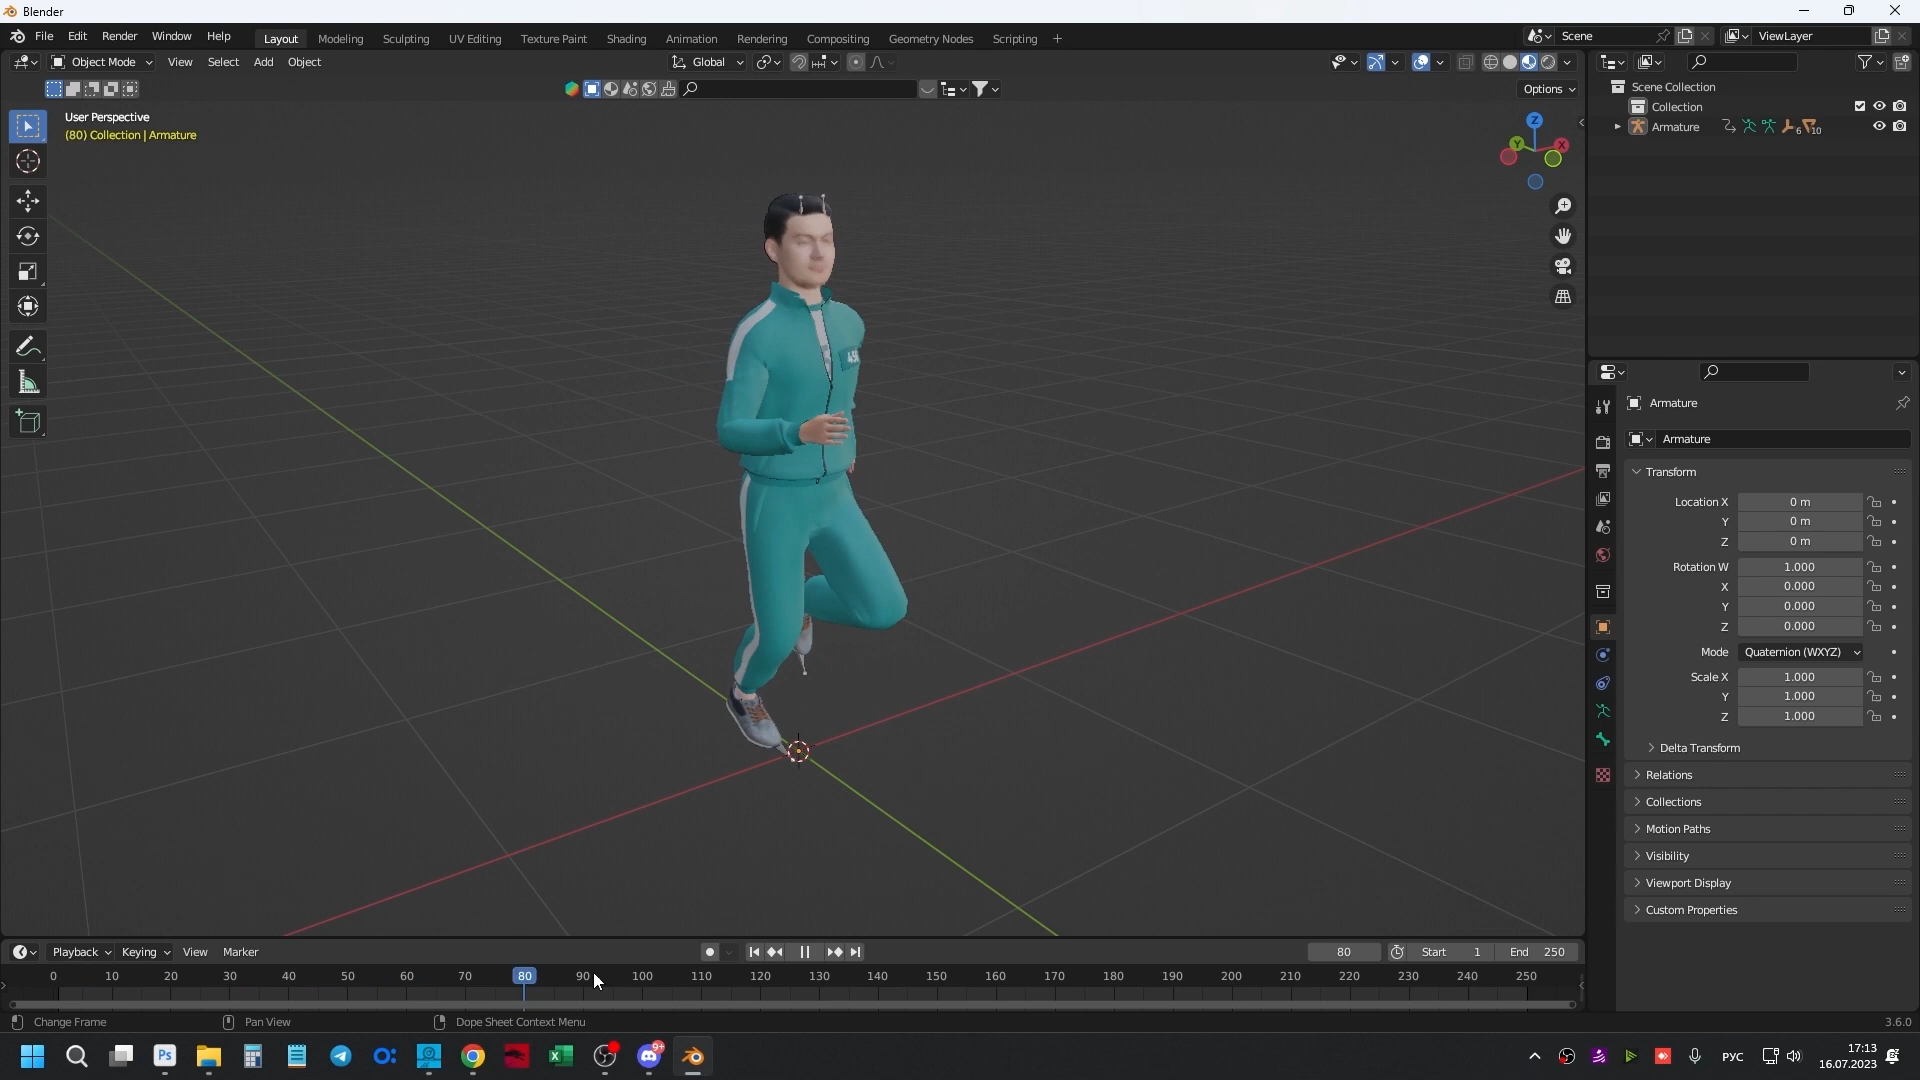 Blender
File Edit Render Window Help Layout Modeling Sculpting UV Editing Texture Paint Shading Animation Rendering Compositing Geometry Nodes Scripting + Scene ViewLayer
Object Mode View Select Add Object Global
Options
User Perspective
(80) Collection | Armature
Z
Y X
456
Scene Collection
Collection
Armature 6 10
Armature
Armature
Transform
Location X 0 m
Y 0 m
Z 0 m
Rotation W 1.000
X 0.000
Y 0.000
Z 0.000
Mode Quaternion (WXYZ)
Scale X 1.000
Y 1.000
Z 1.000
Delta Transform
Relations
Collections
Motion Paths
Visibility
Viewport Display
Custom Properties
Playback Keying View Marker 80 Start 1 End 250
0 10 20 30 40 50 60 70 80 90 100 110 120 130 140 150 160 170 180 190 200 210 220 230 240 250
Change Frame Pan View Dope Sheet Context Menu 3.6.0
Ps 9+ РУС 17:13
16.07.2023